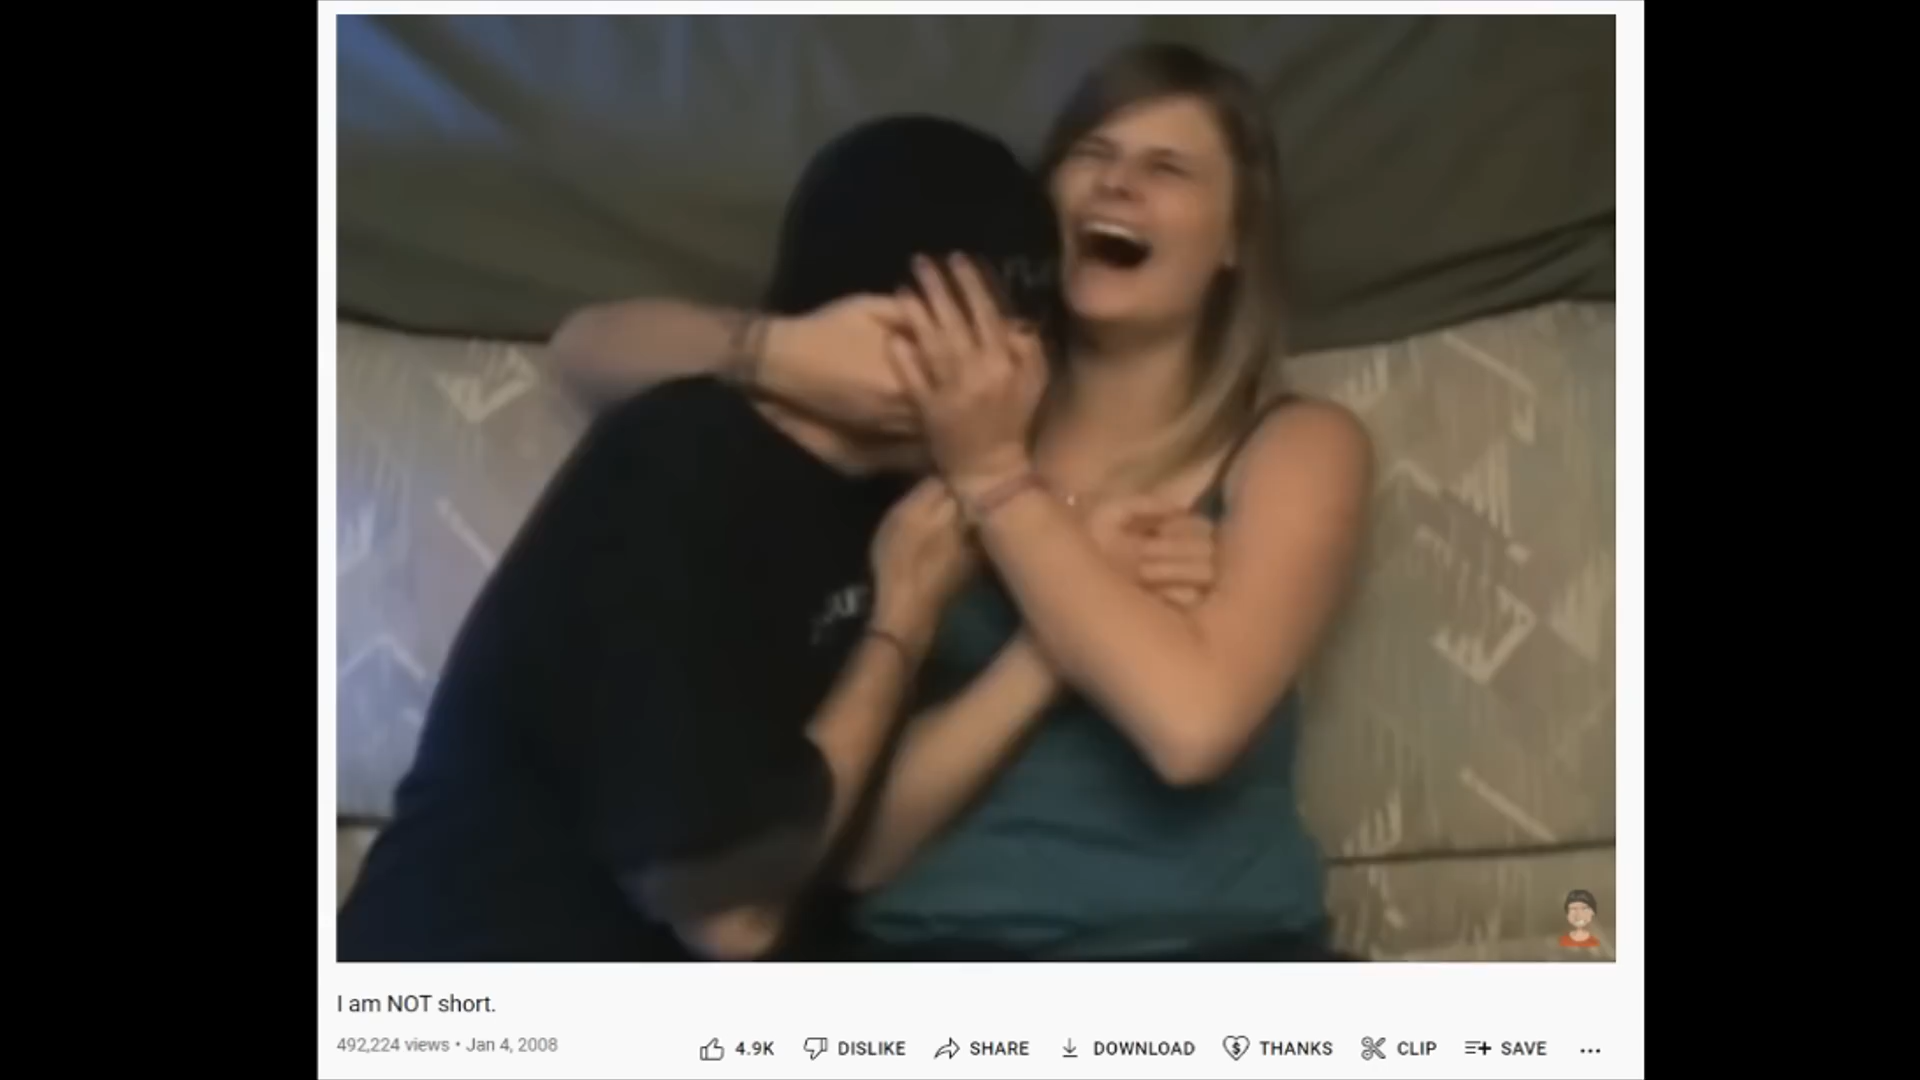 I am NOT short.
492,224 views • Jan 4, 2008
4.9K DISLIKE SHARE DOWNLOAD THANKS CLIP SAVE